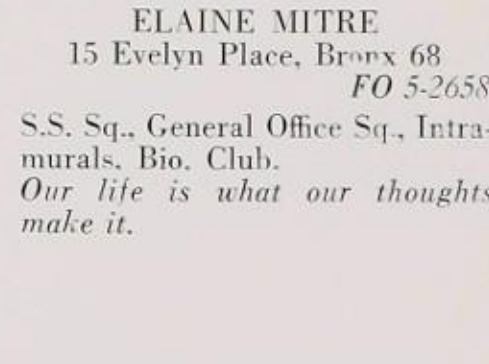 ELAINE MITRE
15 Evelyn Place, Bronx 68
FO 5-2658
S.S. Sq., General Office Sq., Intra-
murals, Bio. Club.
Our life is what our thoughts
make it.